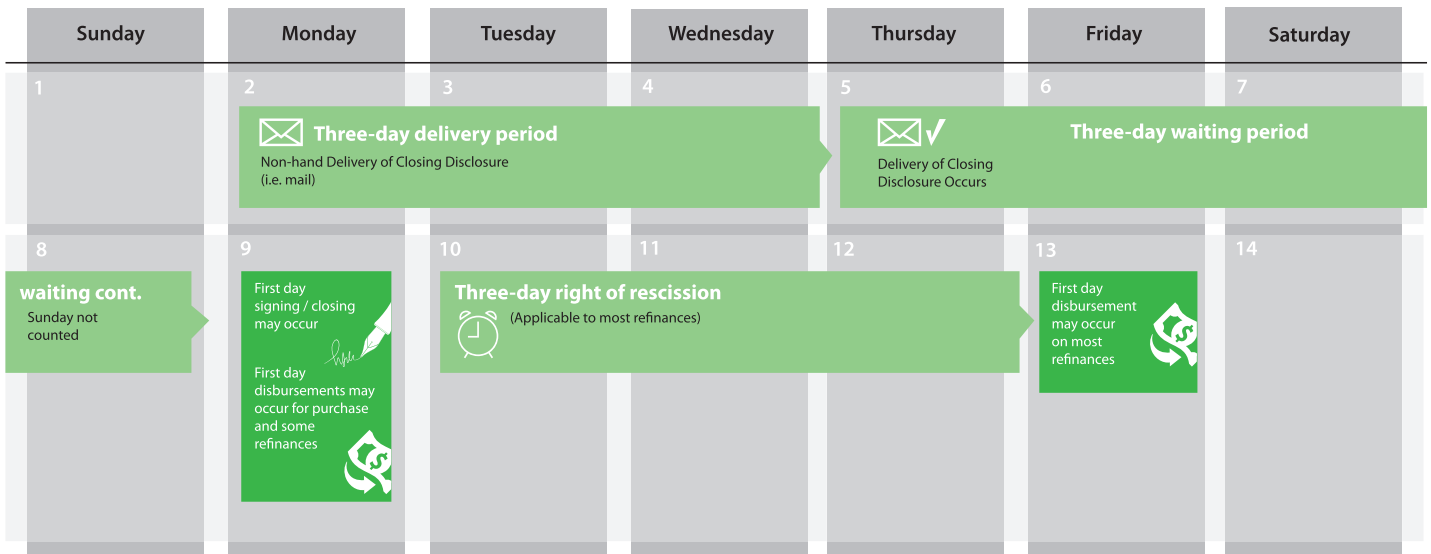 Sunday
Monday
Tuesday
Wednesday
Thursday
Friday
Saturday
1
2
3
4
5
6
7
Three-day delivery period
Non-hand Delivery of Closing Disclosure
(i.e. mail)
Three-day waiting period
Delivery of Closing
Disclosure Occurs
8
9
10
11
12
13
14
waiting cont.
Sunday not
counted
First day
signing / closing
may occur
First day
disbursements may
occur for purchase
and some
refinances
$
Three-day right of rescission
(Applicable to most refinances)
First day
disbursement
may occur
on most
refinances
$